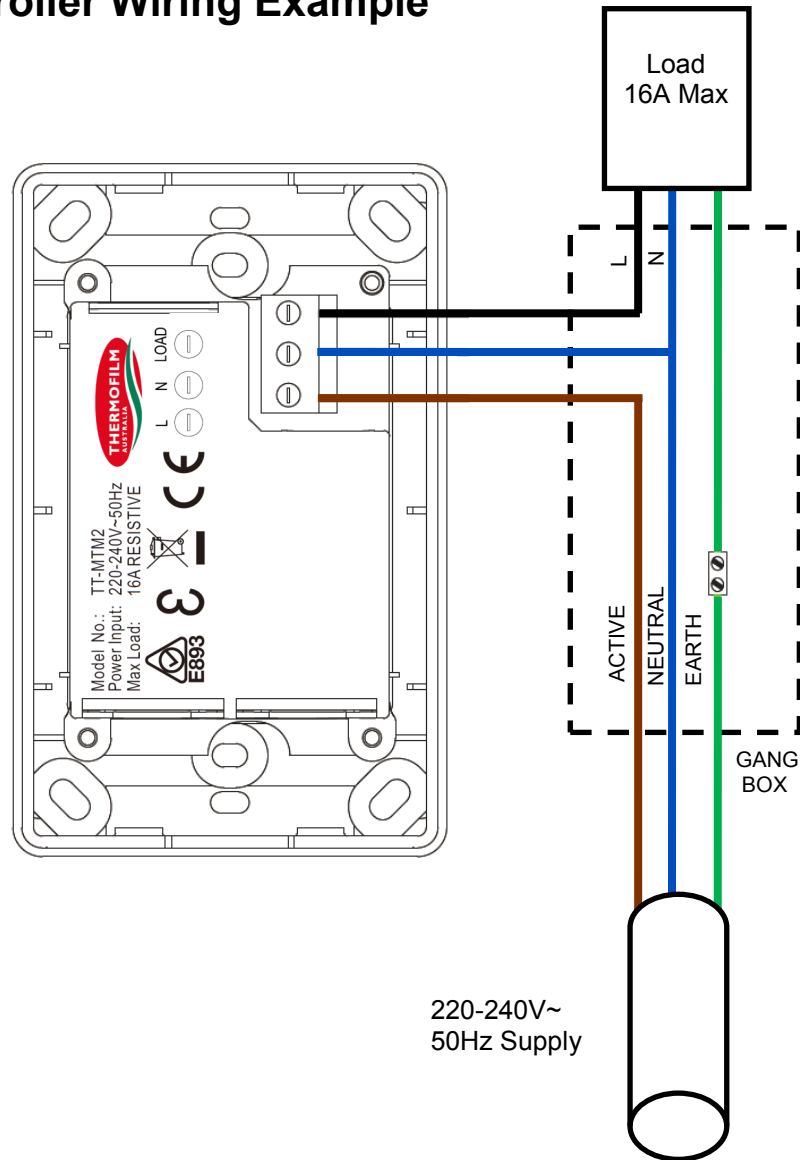 roller Wiring Example
Load
16A Max
L
N
THERMOFILM
AUSTRALIA
L N LOAD
Model No.: TT-MTM2
Power Input: 220-240V~50Hz
Max Load: 16A RESISTIVE
CE
E893
ACTIVE
NEUTRAL
EARTH
GANG
BOX
220-240V~
50Hz Supply